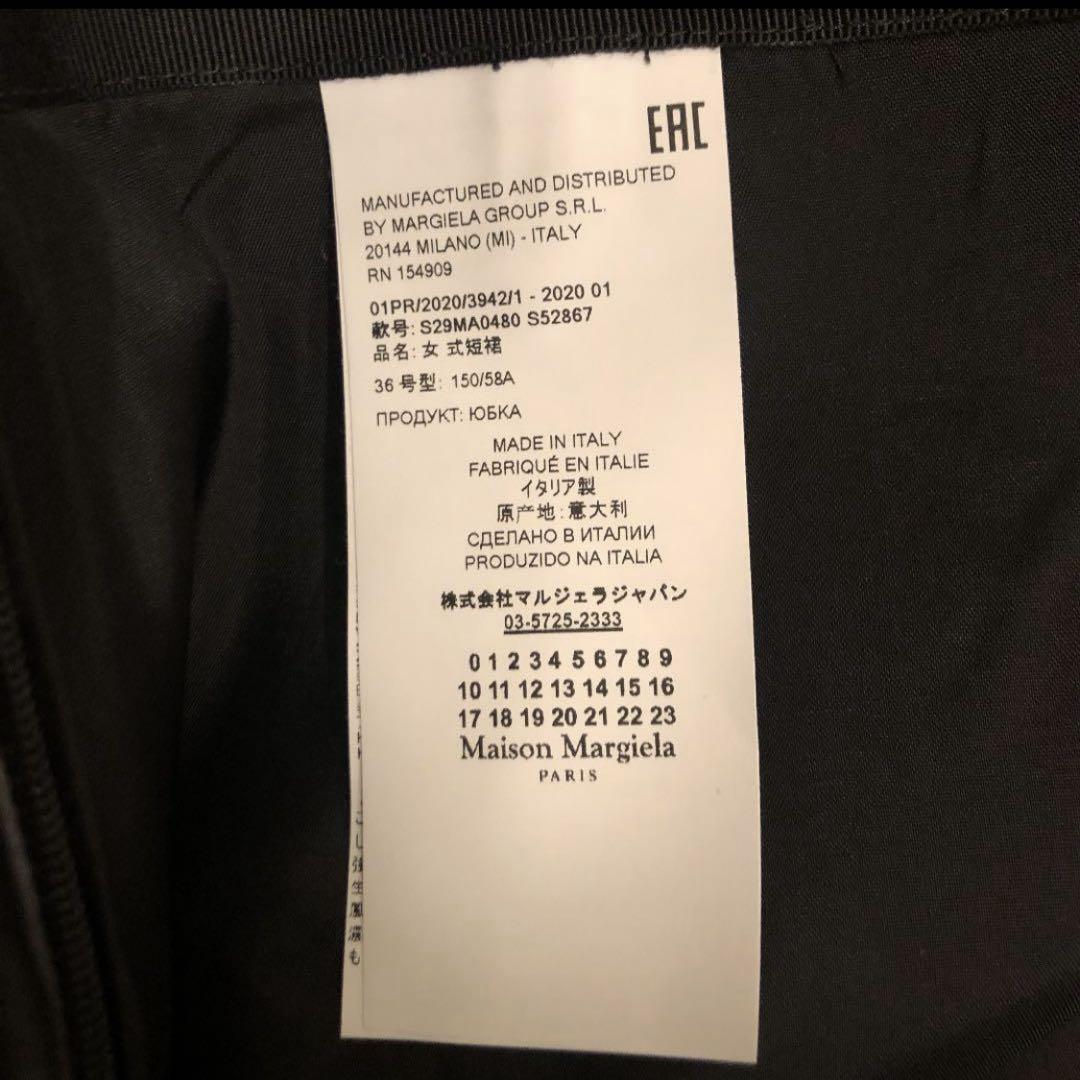 EAC
MANUFACTURED AND DISTRIBUTED
BY MARGIELA GROUP S.R.L.
20144 MILANO (MI) - ITALY
RN 154909
01PR/2020/3942/1 - 2020 01
款号: S29MA0480 S52867
品名: 女 式短裙
36 号型: 150/58A
ПРОДУКТ: ЮБКА
MADE IN ITALY
FABRIQUÉ EN ITALIE
イタリア製
原产地:意大利
СДЕЛАНО В ИТАЛИИ
PRODUZIDO NA ITALIA
株式会社マルジェラジャパン
03-5725-2333
0 1 2 3 4 5 6 7 8 9
10 11 12 13 14 15 16
17 18 19 20 21 22 23
Maison Margiela
PARIS